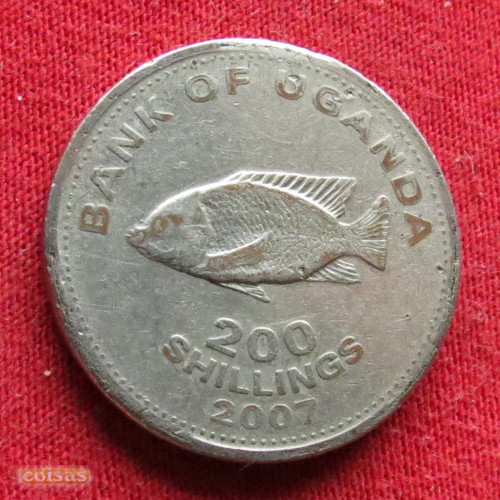 BANK OF UGANDA
200
SHILLINGS
2007
coisas